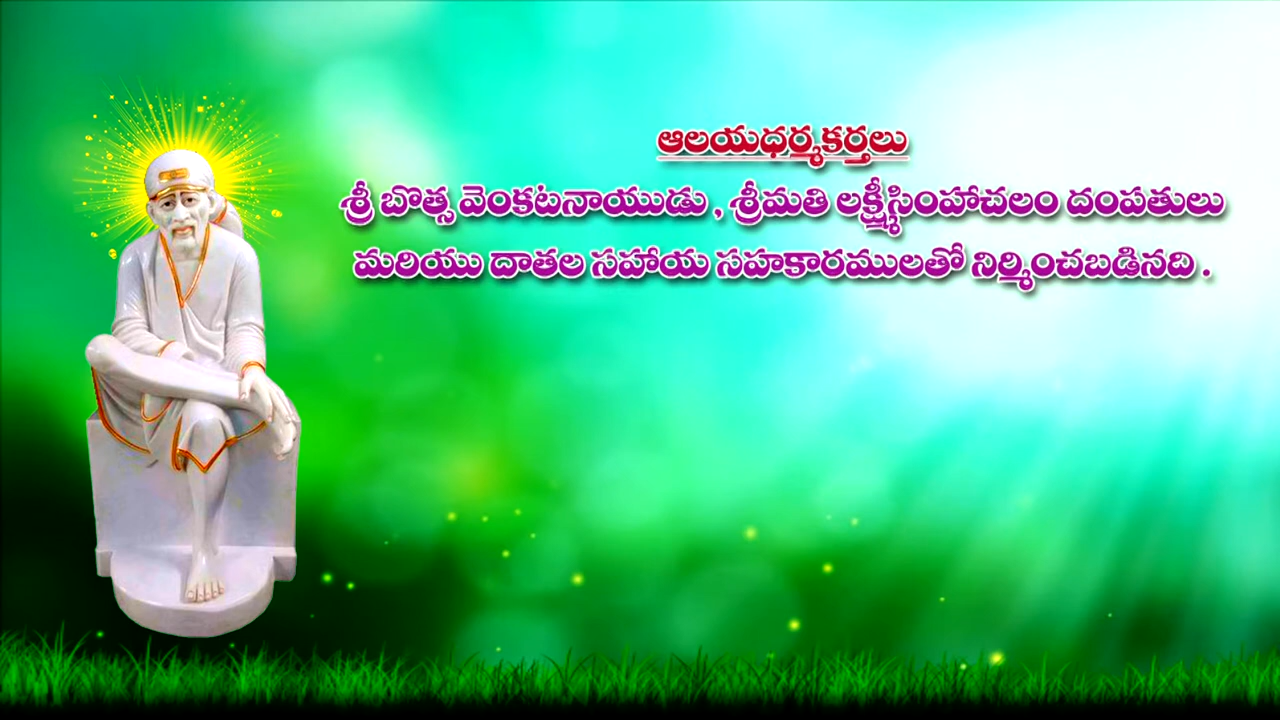 ఆలయధర్మకర్తలు
శ్రీ బొత్స వెంకటనాయుడు , శ్రీమతి లక్ష్మీసింహాచలం దంపతులు
మరియు దాతల సహాయ సహకారములతో నిర్మించబడినది .